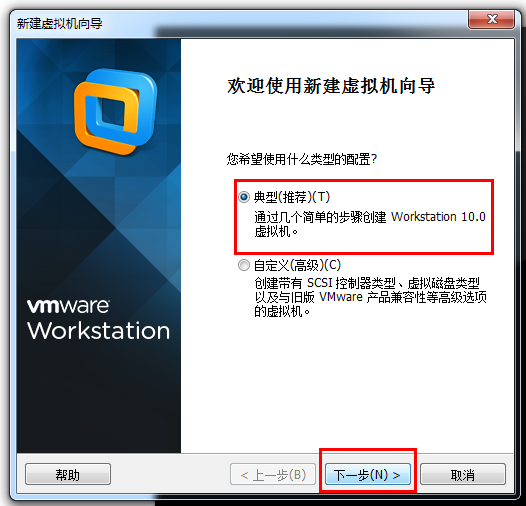 新建虚拟机向导
欢迎使用新建虚拟机向导
您希望使用什么类型的配置?
典型(推荐)(T)
通过几个简单的步骤创建 Workstation 10.0
虚拟机。
自定义(高级)(C)
创建带有 SCSI 控制器类型、虚拟磁盘类型
以及与旧版 VMware 产品兼容性等高级选项
的虚拟机。
vmware
Workstation
帮助
< 上一步(B)
下一步(N) >
取消